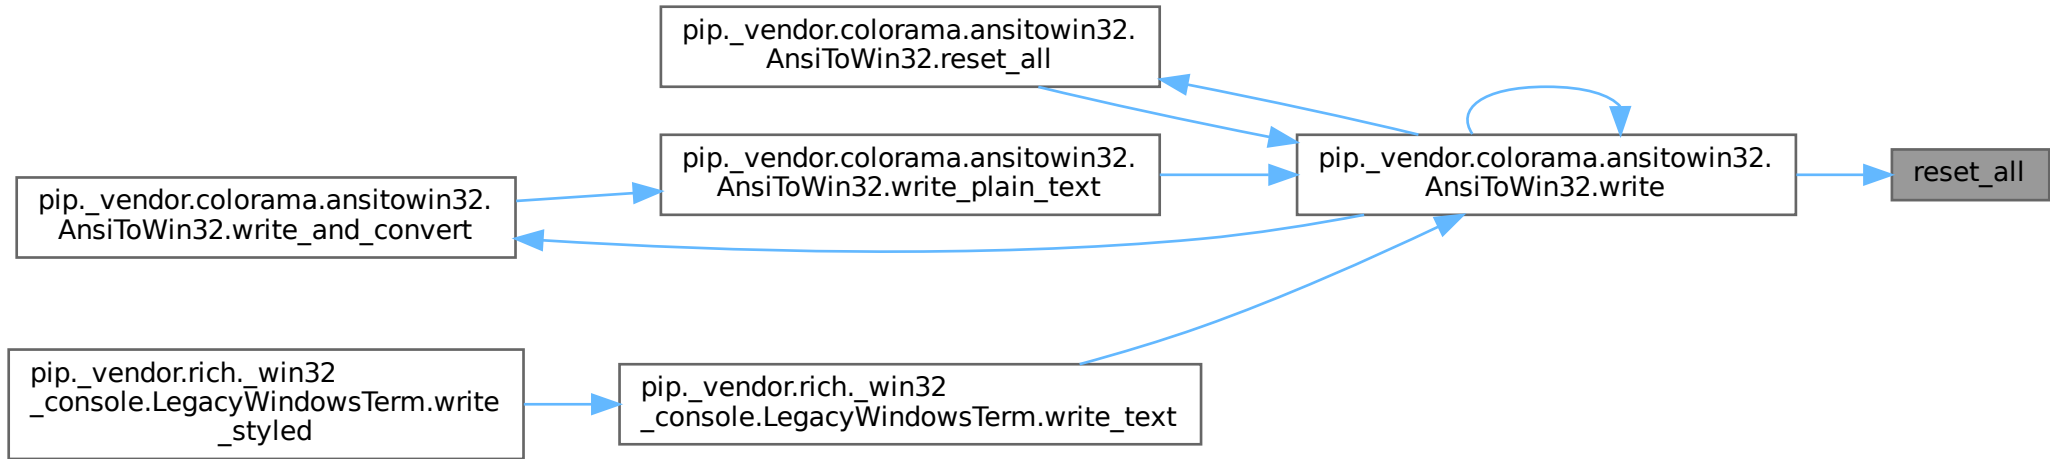 pip._vendor.colorama.ansitowin32.
AnsiToWin32.reset_all
pip._vendor.colorama.ansitowin32.
AnsiToWin32.write_plain_text
pip._vendor.colorama.ansitowin32.
AnsiToWin32.write
reset_all
pip._vendor.colorama.ansitowin32.
AnsiToWin32.write_and_convert
pip._vendor.rich._win32
_console.LegacyWindowsTerm.write
_styled
pip._vendor.rich._win32
_console.LegacyWindowsTerm.write_text